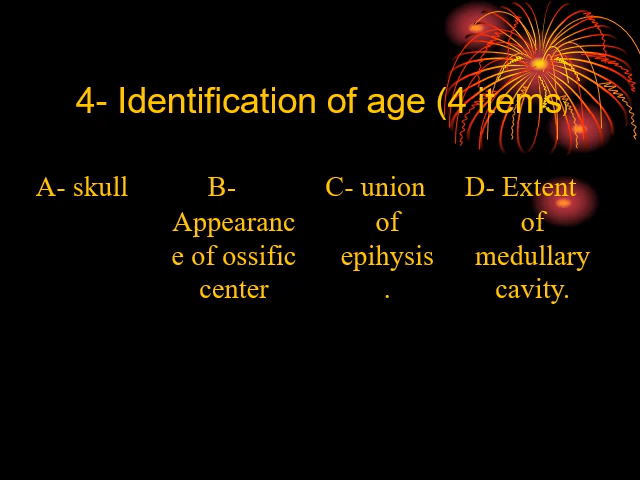 4- Identification of age (4 items)
A- skull
B-
Appearanc
e of ossific
center
C- union
of
epihysis
.
D- Extent
of
medullary
cavity.